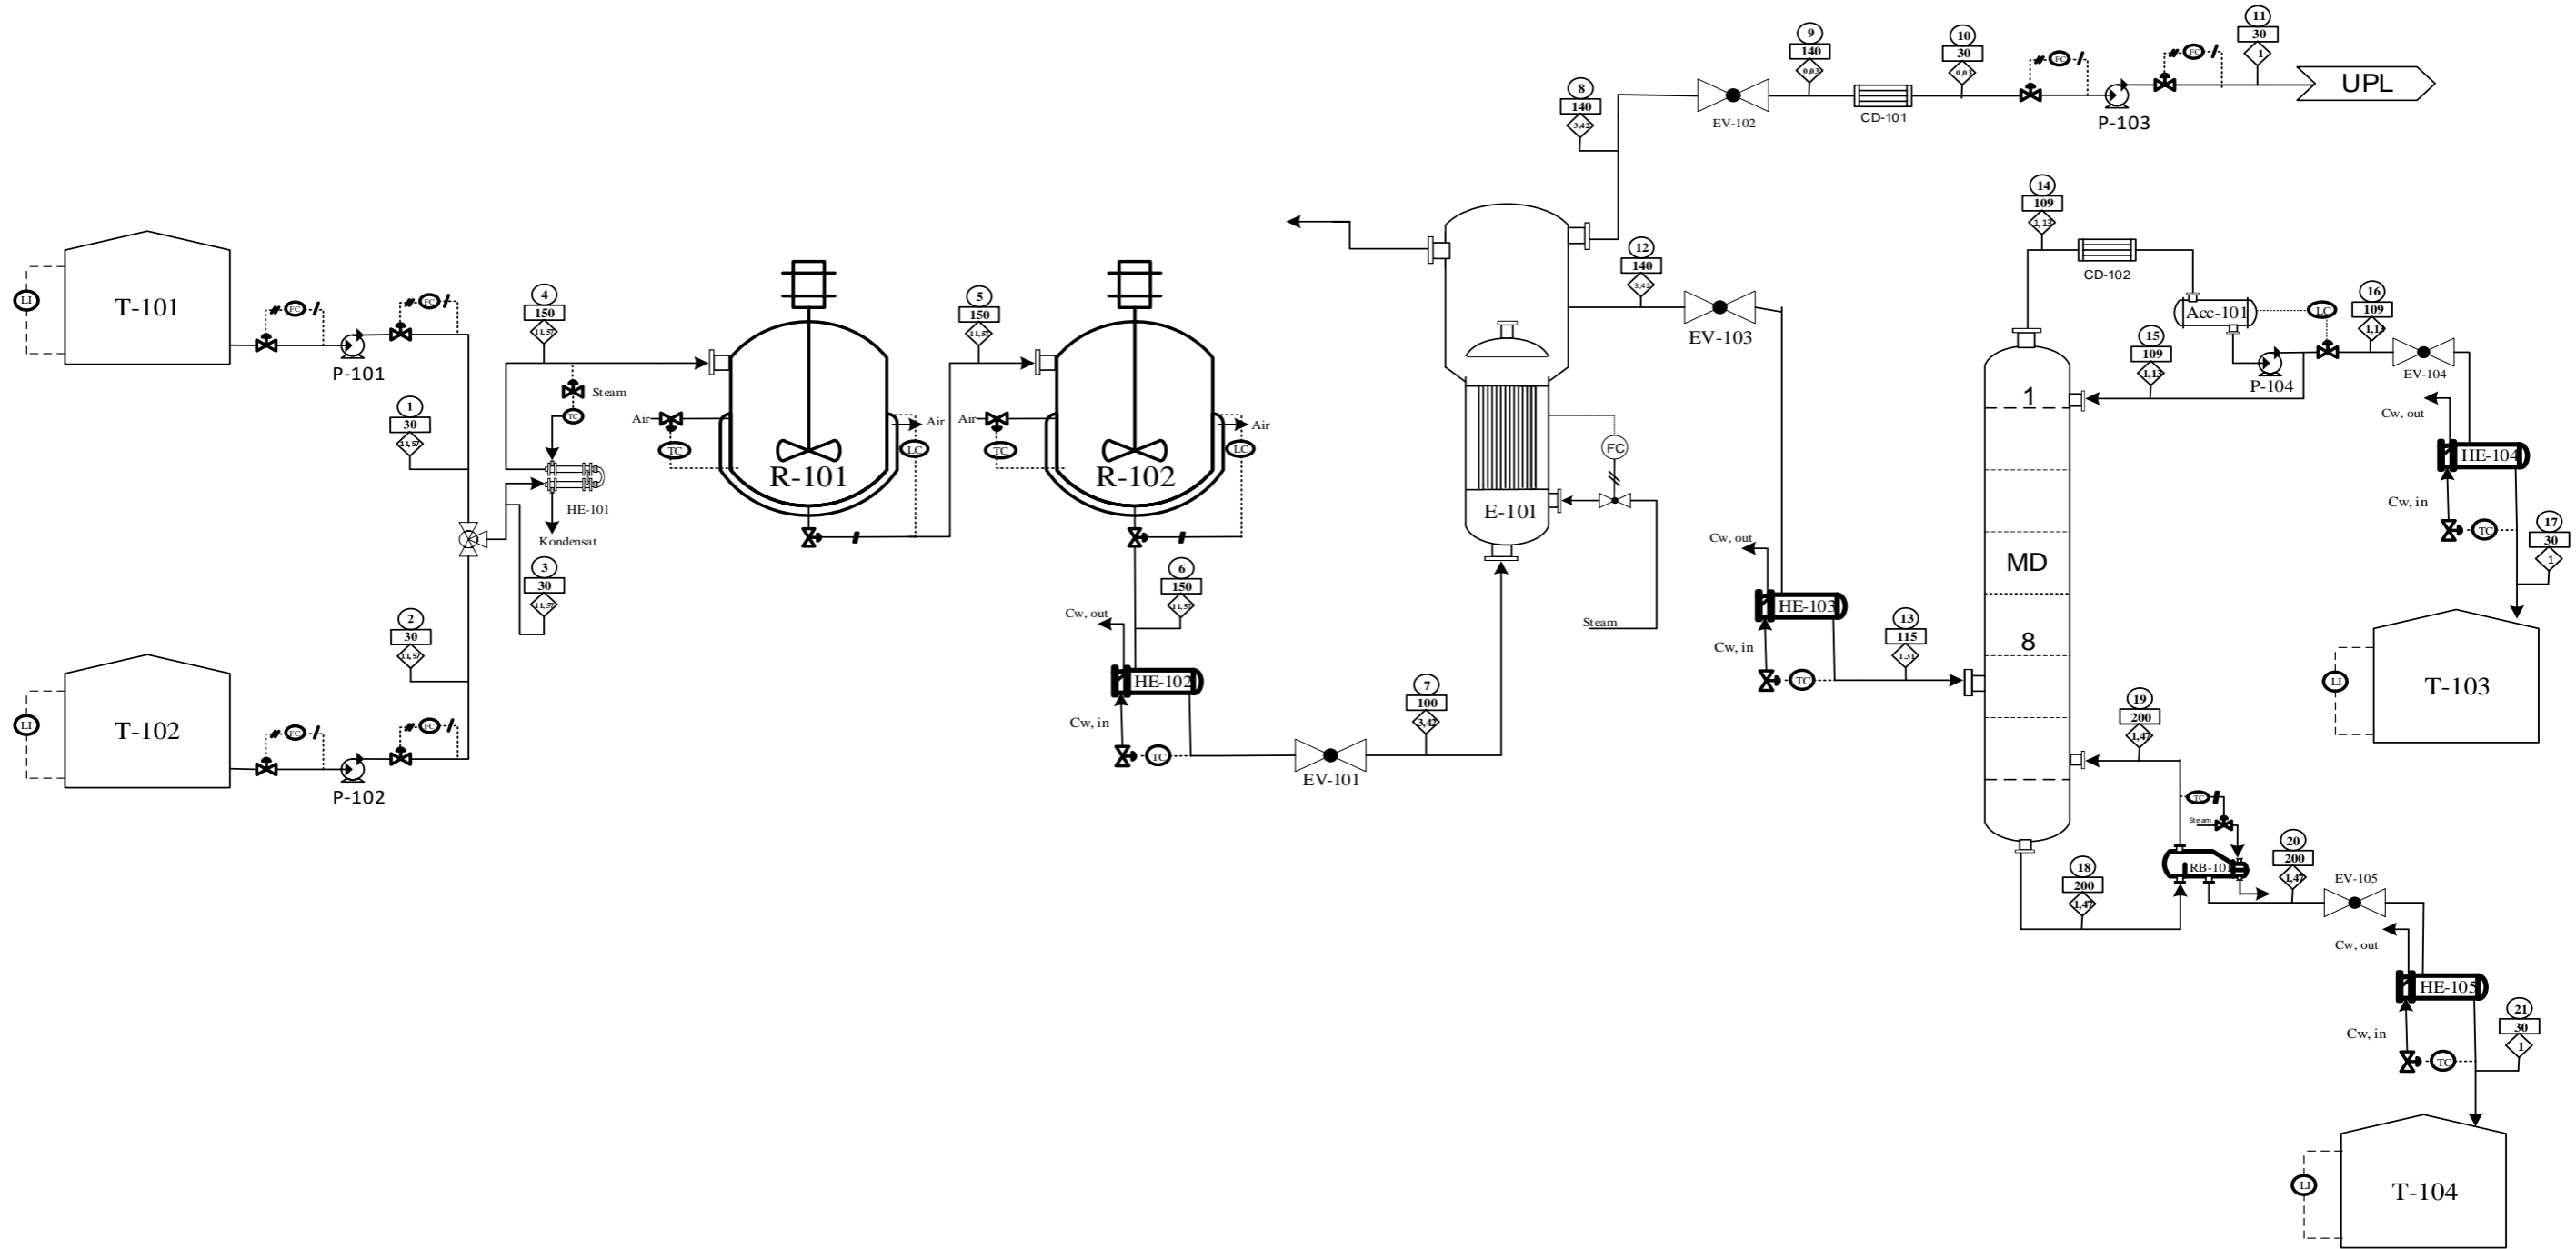 LI
T-101
FC
FC
P-101
1
30
11,57
2
30
11,57
LI
T-102
FC
FC
P-102
3
30
11,57
4
150
11,57
Steam
TC
HE-101
Kondensat
Air
TC
R-101
Air
LC
5
150
11,57
Air
TC
R-102
Air
LC
6
150
11,57
Cw, out
HE-102
Cw, in
TC
EV-101
7
100
3,42
E-101
FC
Steam
8
140
3,42
EV-102
9
140
0,03
CD-101
10
30
0,03
FC
P-103
FC
11
30
1
UPL
12
140
3,42
EV-103
Cw, out
HE-103
Cw, in
TC
13
115
1,31
1
MD
8
14
109
1,13
CD-102
Acc-101
LC
P-104
15
109
1,13
16
109
1,13
EV-104
Cw, out
HE-104
Cw, in
TC
17
30
1
LI
T-103
18
200
1,47
19
200
1,47
TC
Steam
RB-101
20
200
1,47
EV-105
Cw, out
HE-105
Cw, in
TC
21
30
1
LI
T-104